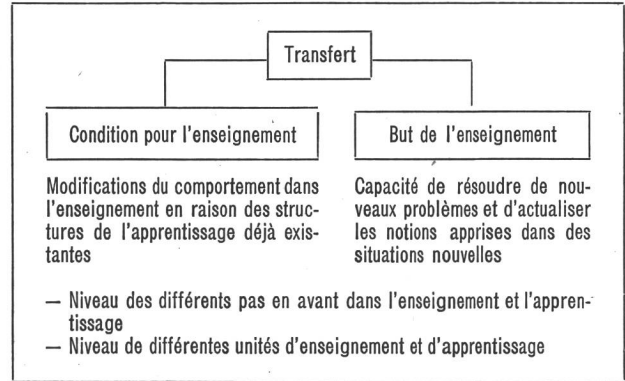 Transfert
Condition pour l'enseignement
But de l'enseignement
Modifications du comportement dans
l'enseignement en raison des struc-
tures de l'apprentissage déjà exis-
tantes
Capacité de résoudre de nou-
veaux problèmes et d'actualiser
les notions apprises dans des
situations nouvelles
— Niveau des différents pas en avant dans l'enseignement et l'appren-
tissage
— Niveau de différentes unités d'enseignement et d'apprentissage